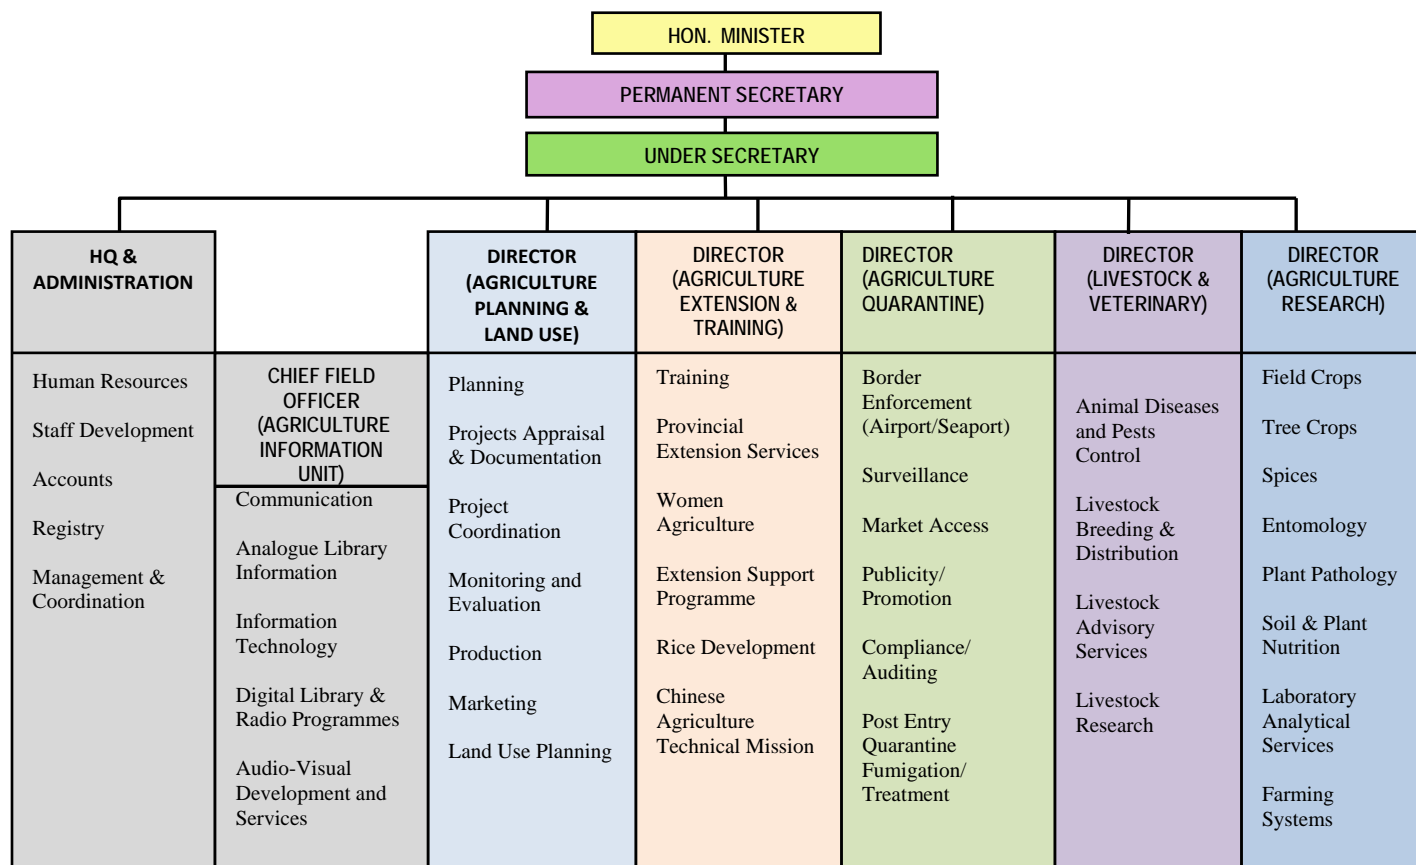 HON. MINISTER
PERMANENT SECRETARY
UNDER SECRETARY
HQ &
ADMINISTRATION
Human Resources
Staff Development
Accounts
Registry
Management &
Coordination
CHIEF FIELD
OFFICER
(AGRICULTURE
INFORMATION
UNIT)
Communication
Analogue Library
Information
Information
Technology
Digital Library &
Radio Programmes
Audio-Visual
Development and
Services
DIRECTOR
(AGRICULTURE
PLANNING &
LAND USE)
Planning
Projects Appraisal
& Documentation
Project
Coordination
Monitoring and
Evaluation
Production
Marketing
Land Use Planning
DIRECTOR
(AGRICULTURE
EXTENSION &
TRAINING)
Training
Provincial
Extension Services
Women
Agriculture
Extension Support
Programme
Rice Development
Chinese
Agriculture
Technical Mission
DIRECTOR
(AGRICULTURE
QUARANTINE)
Border
Enforcement
(Airport/Seaport)
Surveillance
Market Access
Publicity/
Promotion
Compliance/
Auditing
Post Entry
Quarantine
Fumigation/
Treatment
DIRECTOR
(LIVESTOCK &
VETERINARY)
Animal Diseases
and Pests
Control
Livestock
Breeding &
Distribution
Livestock
Advisory
Services
Livestock
Research
DIRECTOR
(AGRICULTURE
RESEARCH)
Field Crops
Tree Crops
Spices
Entomology
Plant Pathology
Soil & Plant
Nutrition
Laboratory
Analytical
Services
Farming
Systems